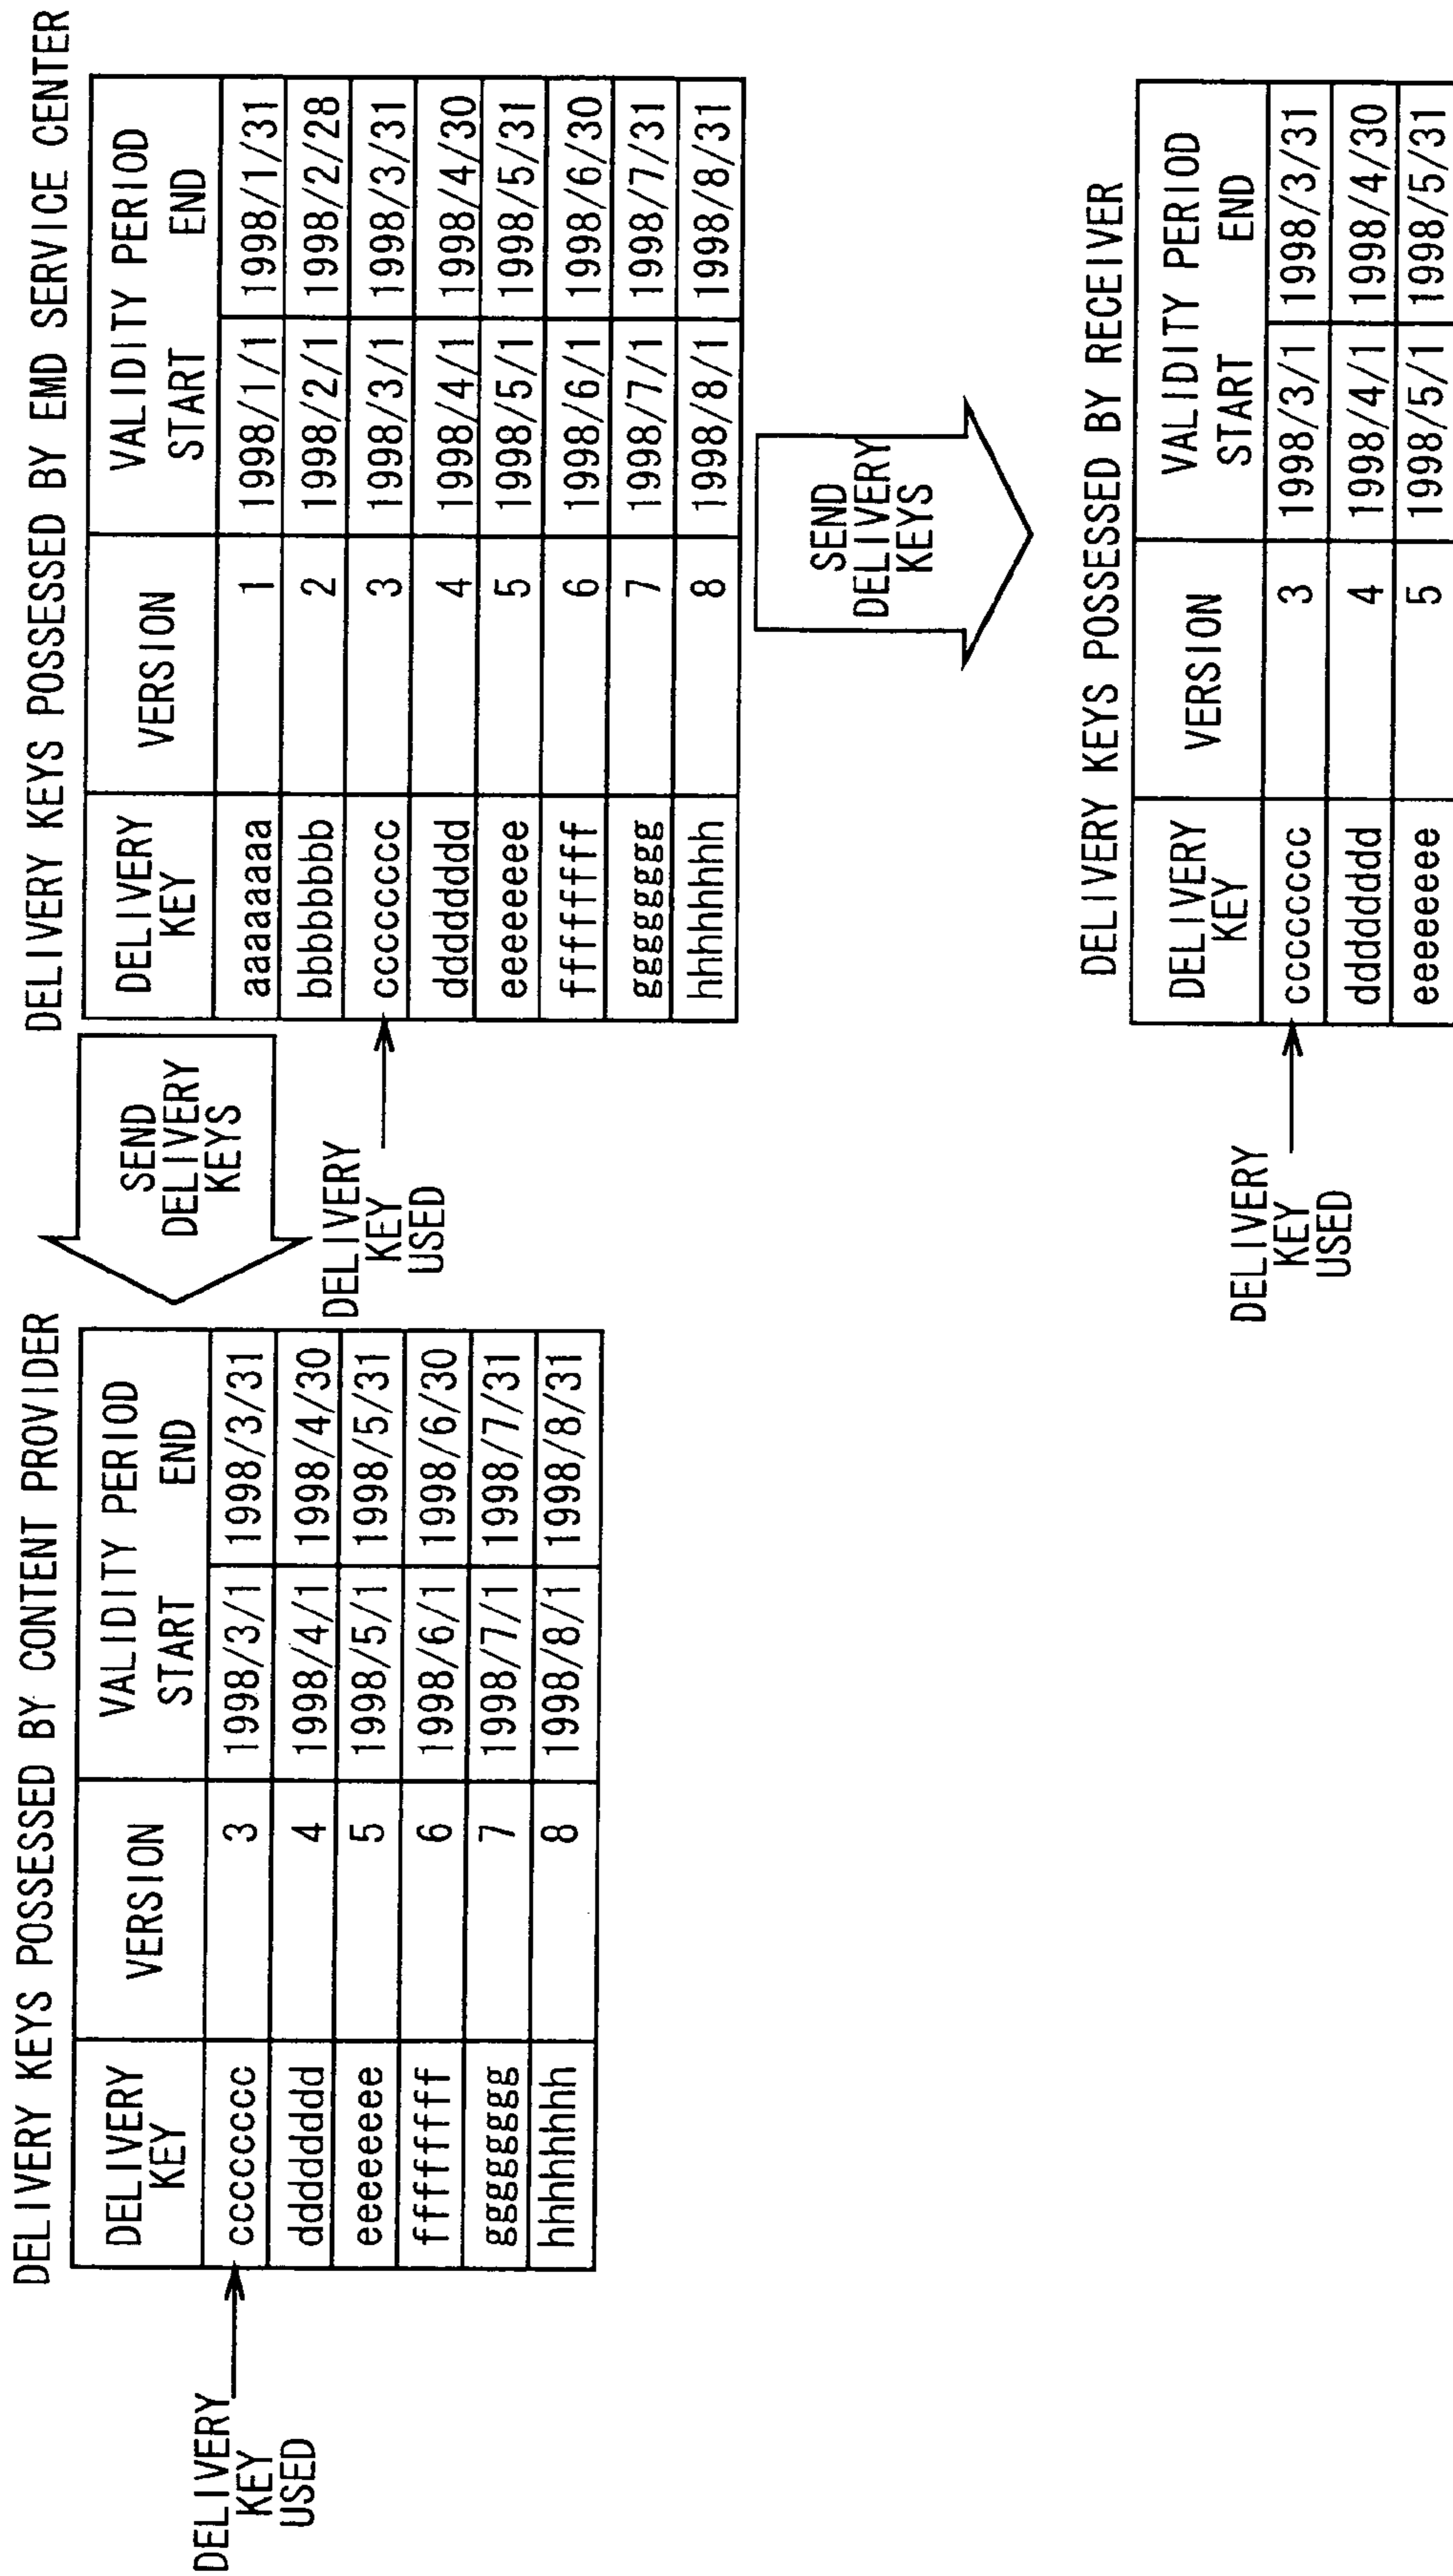 DELIVERY KEYS POSSESSED BY CONTENT PROVIDER
DELIVERY KEY VERSION VALIDITY PERIOD START END
cccccccc 3 1998/3/1 1998/3/31
dddddddd 4 1998/4/1 1998/4/30
eeeeeeee 5 1998/5/1 1998/5/31
ffffffff 6 1998/6/1 1998/6/30
gggggggg 7 1998/7/1 1998/7/31
hhhhhhhh 8 1998/8/1 1998/8/31
DELIVERY
KEY
USED
SEND
DELIVERY
KEYS
DELIVERY KEYS POSSESSED BY EMD SERVICE CENTER
DELIVERY KEY VERSION VALIDITY PERIOD START END
aaaaaaaa 1 1998/1/1 1998/1/31
bbbbbbbb 2 1998/2/1 1998/2/28
cccccccc 3 1998/3/1 1998/3/31
dddddddd 4 1998/4/1 1998/4/30
eeeeeeee 5 1998/5/1 1998/5/31
ffffffff 6 1998/6/1 1998/6/30
gggggggg 7 1998/7/1 1998/7/31
hhhhhhhh 8 1998/8/1 1998/8/31
DELIVERY
KEY
USED
SEND
DELIVERY
KEYS
DELIVERY KEYS POSSESSED BY RECEIVER
DELIVERY KEY VERSION VALIDITY PERIOD START END
cccccccc 3 1998/3/1 1998/3/31
dddddddd 4 1998/4/1 1998/4/30
eeeeeeee 5 1998/5/1 1998/5/31
DELIVERY
KEY
USED